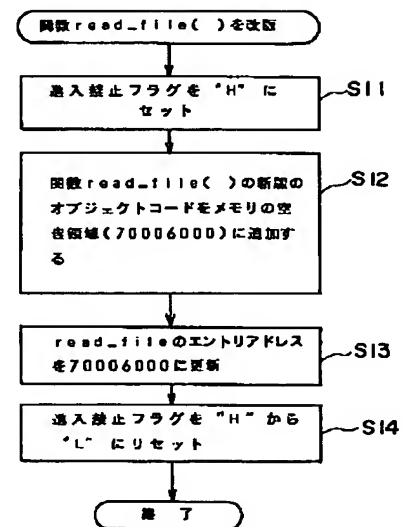 関数read_file( )を改版
進入禁止フラグを"H"に
セット
S11
関数read_file( )の新版の
オブジェクトコードをメモリの空
き領域(70006000)に追加す
る
S12
read_fileのエントリアドレス
を70006000に更新
S13
進入禁止フラグを"H"から
"L"にリセット
S14
終了